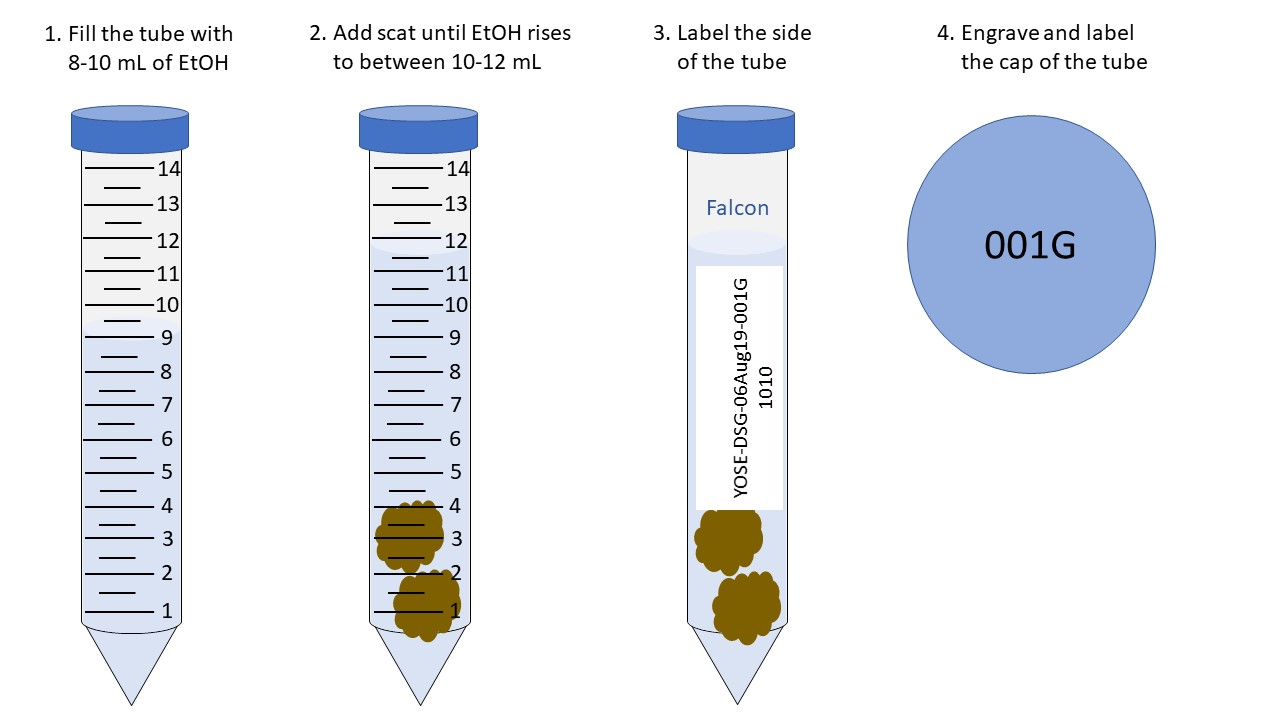 1. Fill the tube with
8-10 mL of EtOH
2. Add scat until EtOH rises
to between 10-12 mL
3. Label the side
of the tube
4. Engrave and label
the cap of the tube
14
13
12
11
10
9
8
7
6
5
4
3
2
1
14
13
12
11
10
9
8
7
6
5
4
3
2
1
Falcon
YOSE-DSG-06Aug19-001G
1010
001G